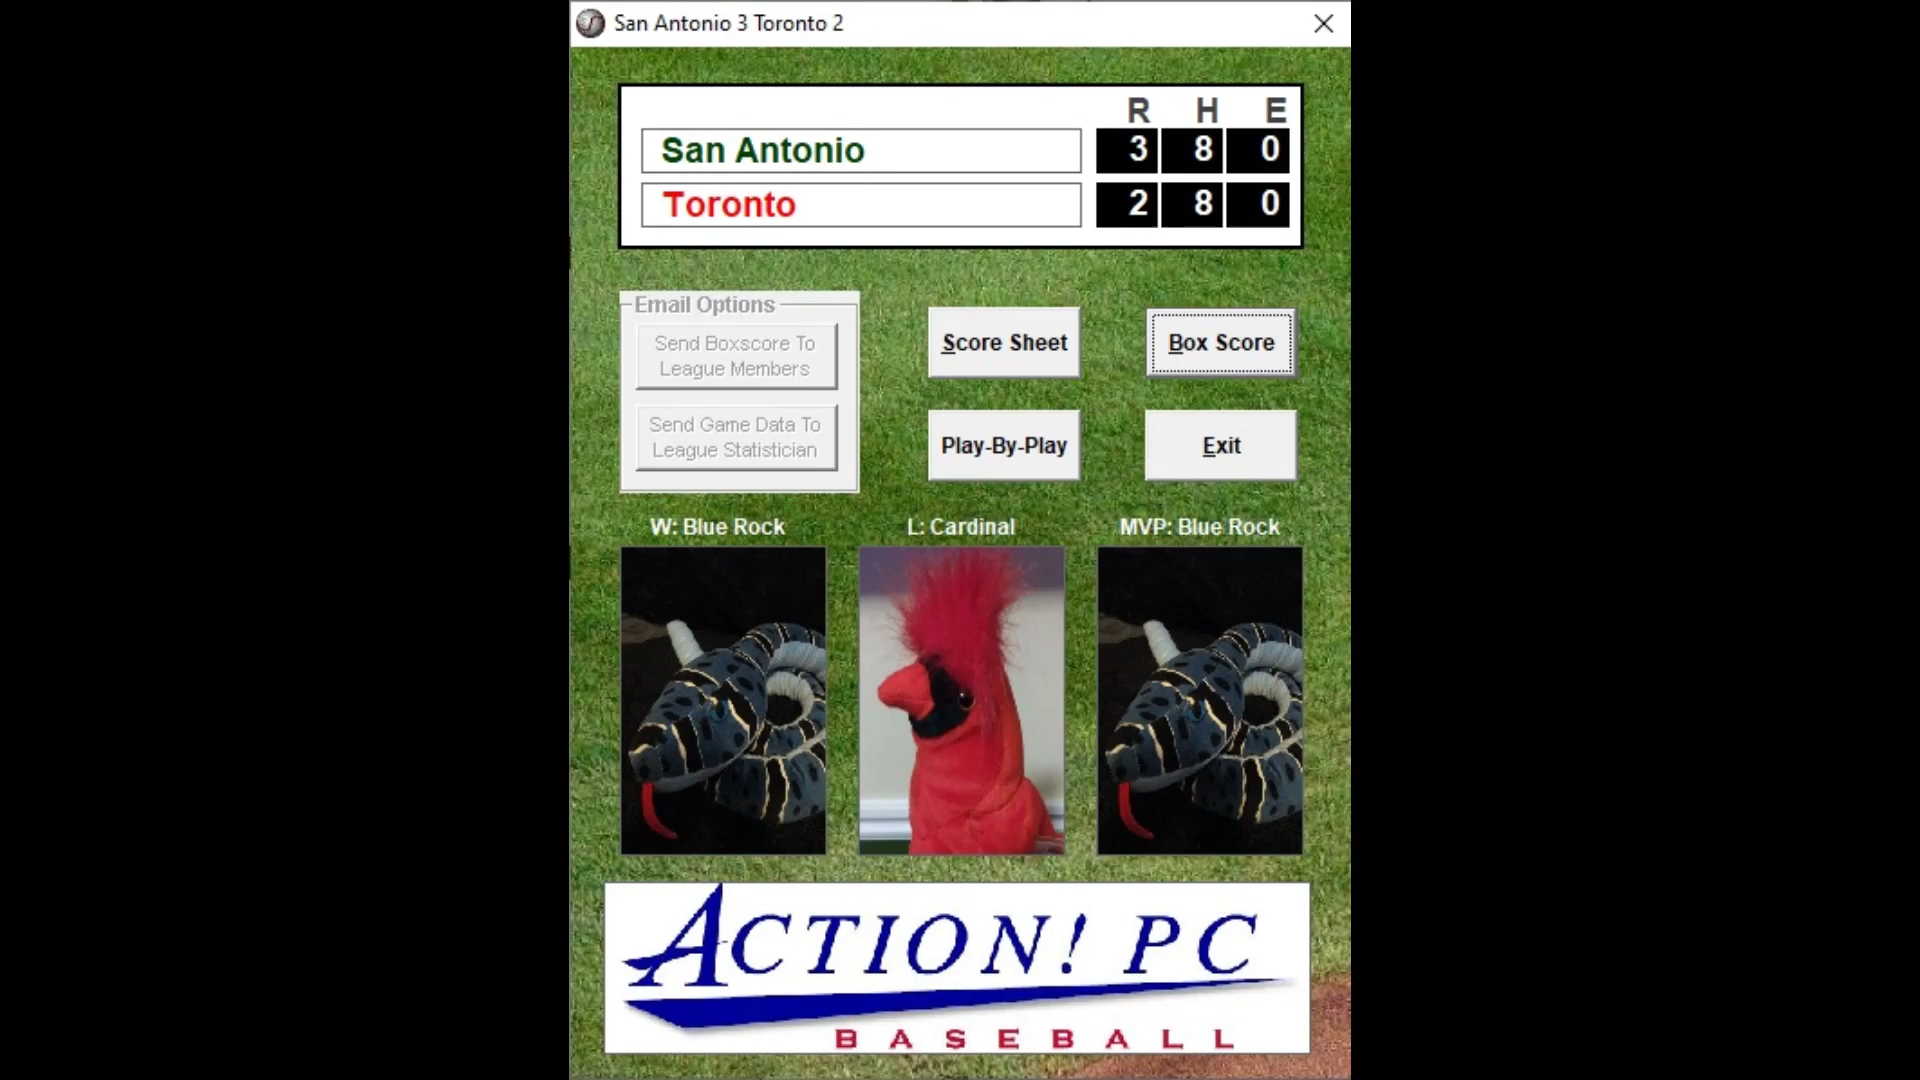 San Antonio 3 Toronto 2
R H E
San Antonio 3 8 0
Toronto 2 8 0
Email Options
Send Boxscore To
League Members
Send Game Data To
League Statistician
Score Sheet
Box Score
Play-By-Play
Exit
W: Blue Rock
L: Cardinal
MVP: Blue Rock
ACTION! PC
BASEBALL